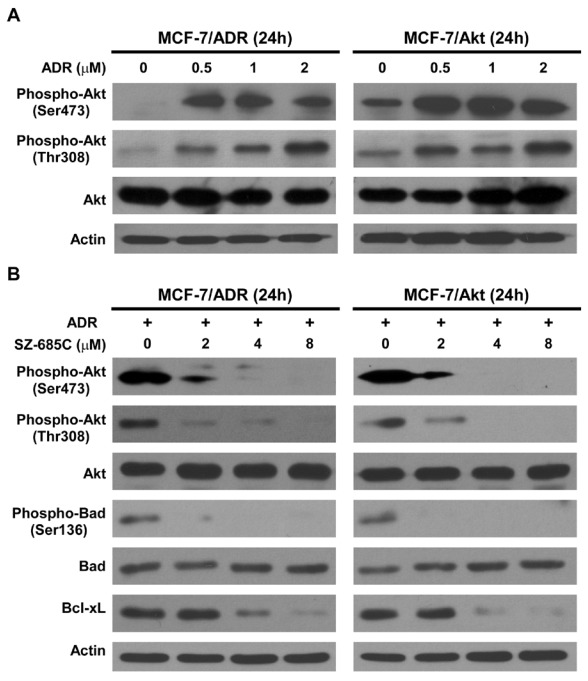 A
MCF-7/ADR (24h) MCF-7/Akt (24h)
ADR (μM) 0 0.5 1 2 0 0.5 1 2
Phospho-Akt
(Ser473)
Phospho-Akt
(Thr308)
Akt
Actin
B
MCF-7/ADR (24h) MCF-7/Akt (24h)
ADR + + + + + + + +
SZ-685C (μM) 0 2 4 8 0 2 4 8
Phospho-Akt
(Ser473)
Phospho-Akt
(Thr308)
Akt
Phospho-Bad
(Ser136)
Bad
Bcl-xL
Actin